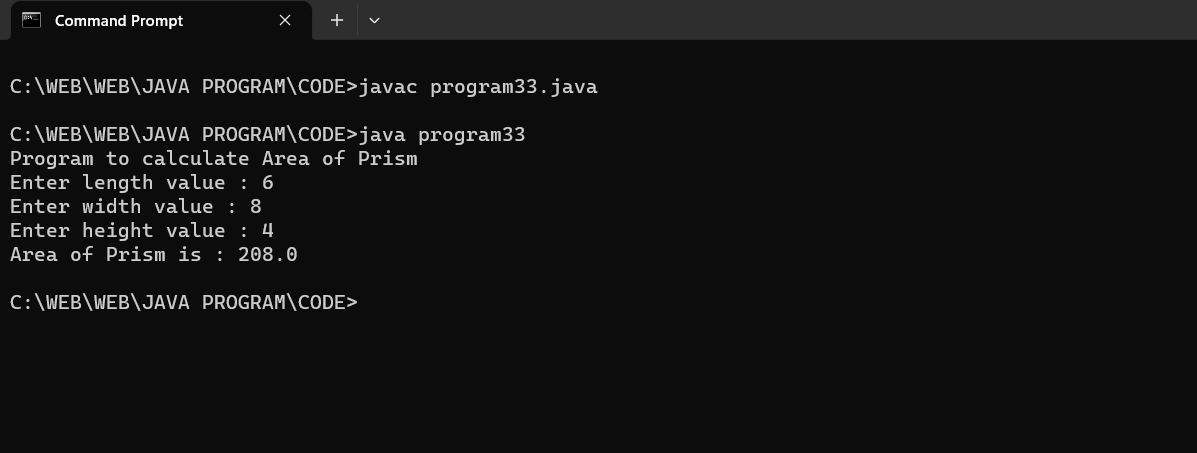 Command Prompt
C:\WEB\WEB\JAVA PROGRAM\CODE>javac program33.java
C:\WEB\WEB\JAVA PROGRAM\CODE>java program33
Program to calculate Area of Prism
Enter length value : 6
Enter width value : 8
Enter height value : 4
Area of Prism is : 208.0
C:\WEB\WEB\JAVA PROGRAM\CODE>